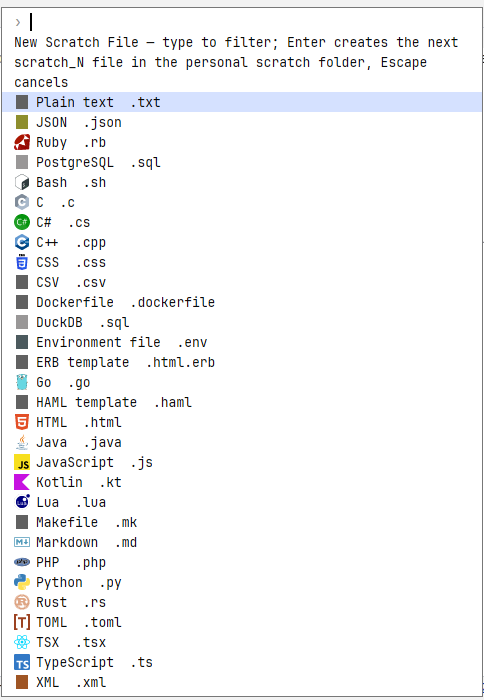 ›
New Scratch File — type to filter; Enter creates the next
scratch_N file in the personal scratch folder, Escape
cancels
Plain text .txt
JSON .json
Ruby .rb
PostgreSQL .sql
Bash .sh
C .c
C# .cs
C++ .cpp
CSS .css
CSV .csv
Dockerfile .dockerfile
DuckDB .sql
Environment file .env
ERB template .html.erb
Go .go
HAML template .haml
HTML .html
Java .java
JS JavaScript .js
Kotlin .kt
Lua .lua
Makefile .mk
Markdown .md
PHP .php
Python .py
Rust .rs
TOML .toml
TSX .tsx
TS TypeScript .ts
XML .xml